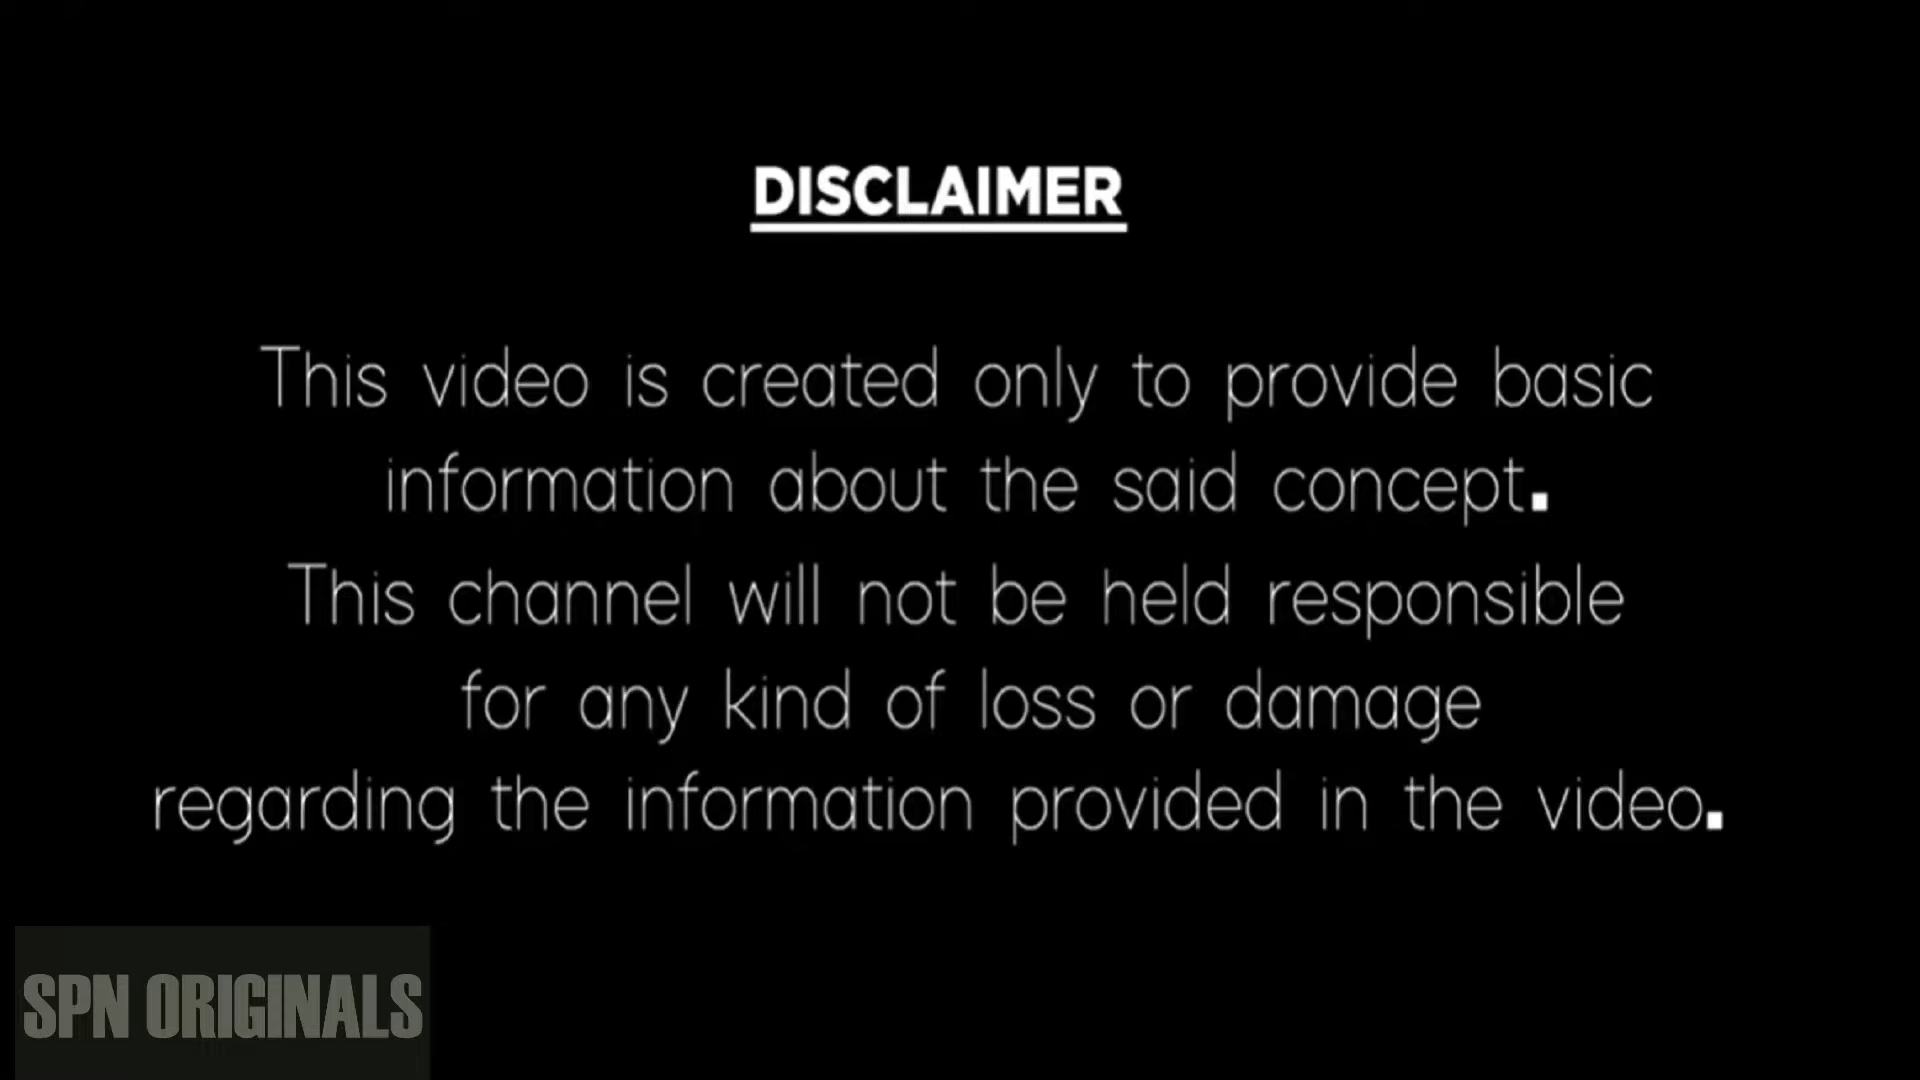 DISCLAIMER
This video is created only to provide basic
information about the said concept.
This channel will not be held responsible
for any kind of loss or damage
regarding the information provided in the video.
SPN ORIGINALS